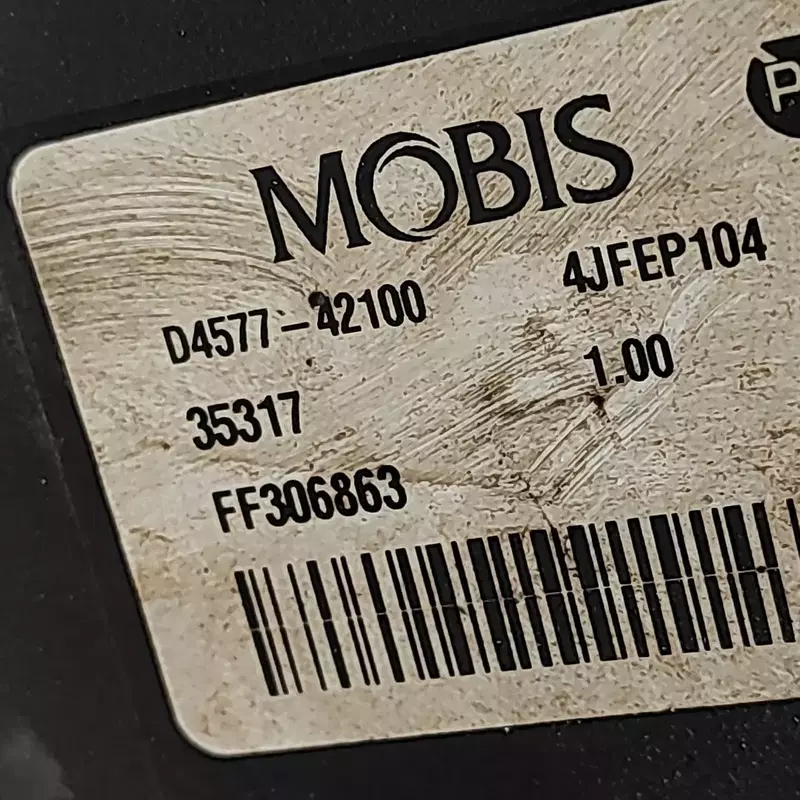 P
MOBIS
D4577-42100 4JFEP104
35317 1.00
FF306863